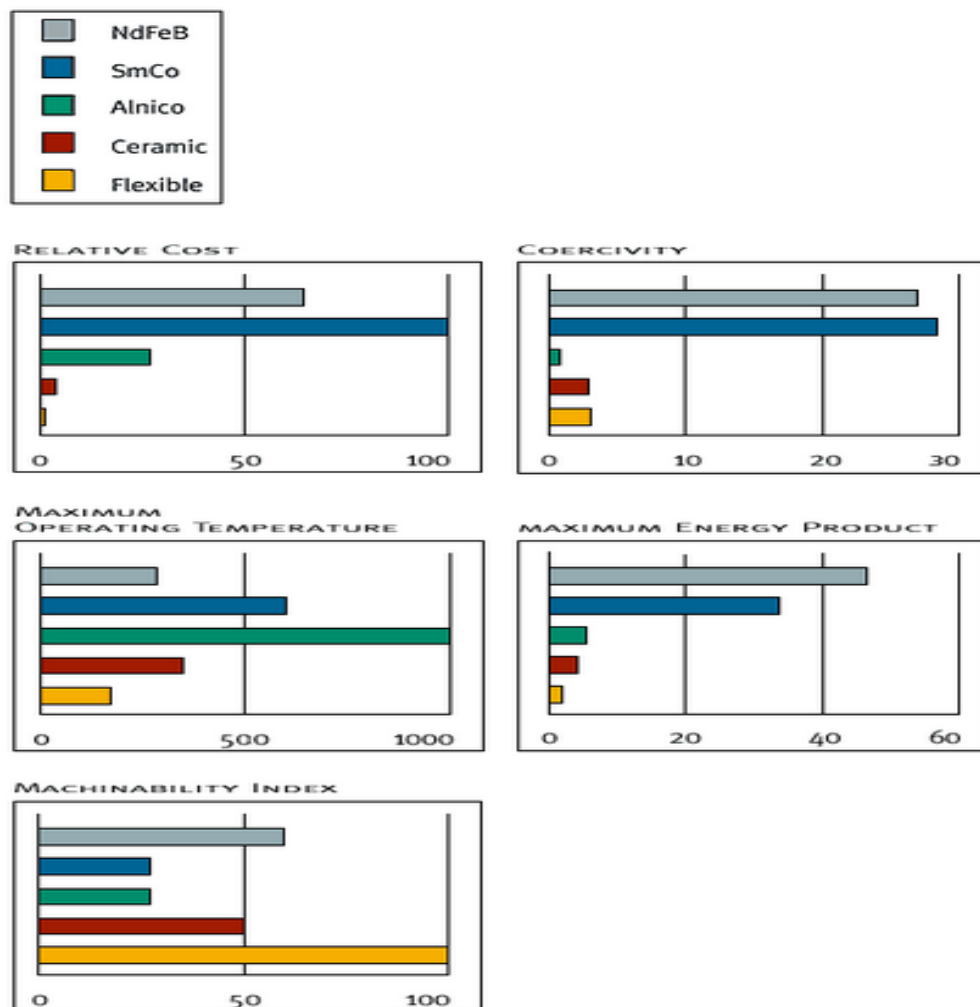 NdFeB
SmCo
Alnico
Ceramic
Flexible
RELATIVE COST
0 50 100
COERCIVITY
0 10 20 30
MAXIMUM
OPERATING TEMPERATURE
0 500 1000
MAXIMUM ENERGY PRODUCT
0 20 40 60
MACHINABILITY INDEX
0 50 100